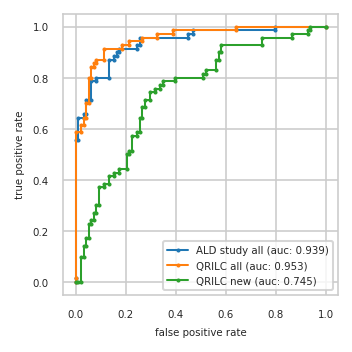 1.0
0.8
0.6
0.4
0.2
0.0
true positive rate
ALD study all (auc: 0.939)
QRILC all (auc: 0.953)
QRILC new (auc: 0.745)
0.0 0.2 0.4 0.6 0.8 1.0
false positive rate